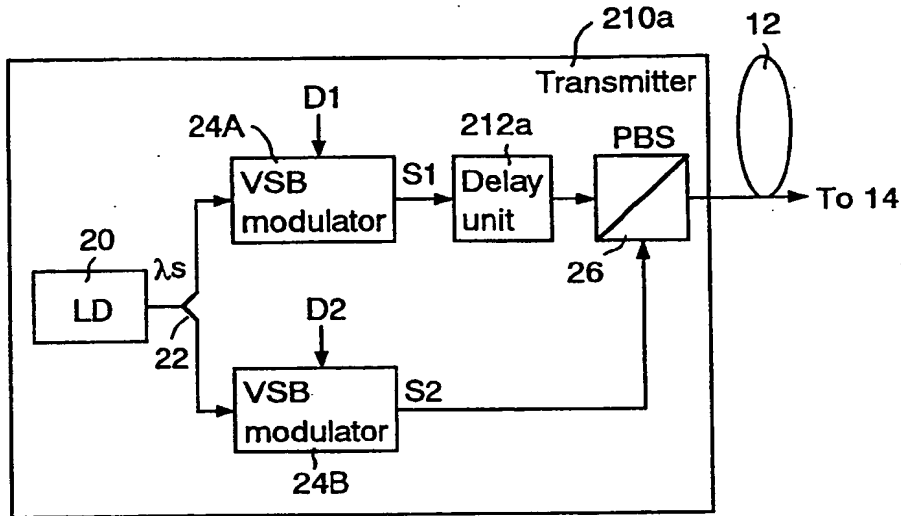 210a
12
Transmitter
D1
24A
212a
PBS
VSB
modulator
S1
Delay
unit
To 14
20
λs
26
LD
22
D2
VSB
modulator
S2
24B